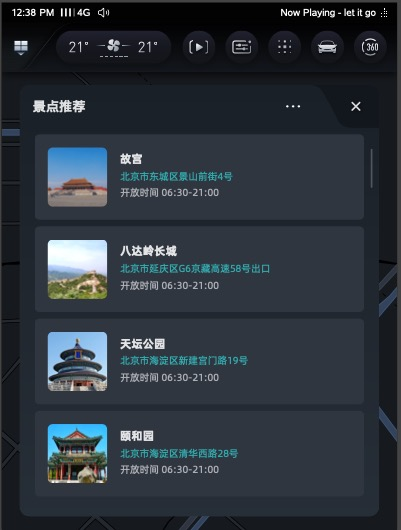 12:38 PM 4G
Now Playing - let it go
21° 21°
360
景点推荐
故宫
北京市东城区景山前街4号
开放时间 06:30-21:00
八达岭长城
北京市延庆区G6京藏高速58号出口
开放时间 06:30-21:00
天坛公园
北京市海淀区新建宫门路19号
开放时间 06:30-21:00
颐和园
北京市海淀区清华西路28号
开放时间 06:30-21:00